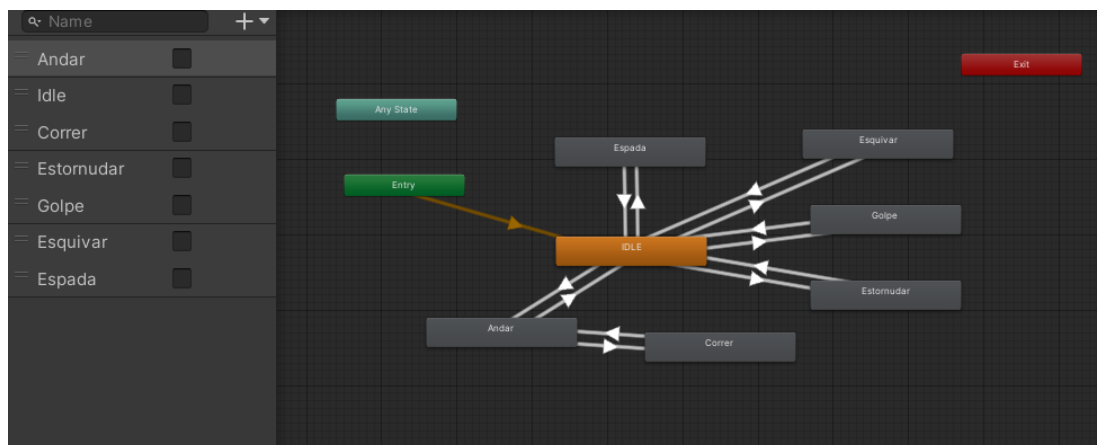 Name
Andar
Idle
Correr
Estornudar
Golpe
Esquivar
Espada
Exit
Any State
Espada
Esquivar
Entry
Golpe
IDLE
Estornudar
Andar
Correr